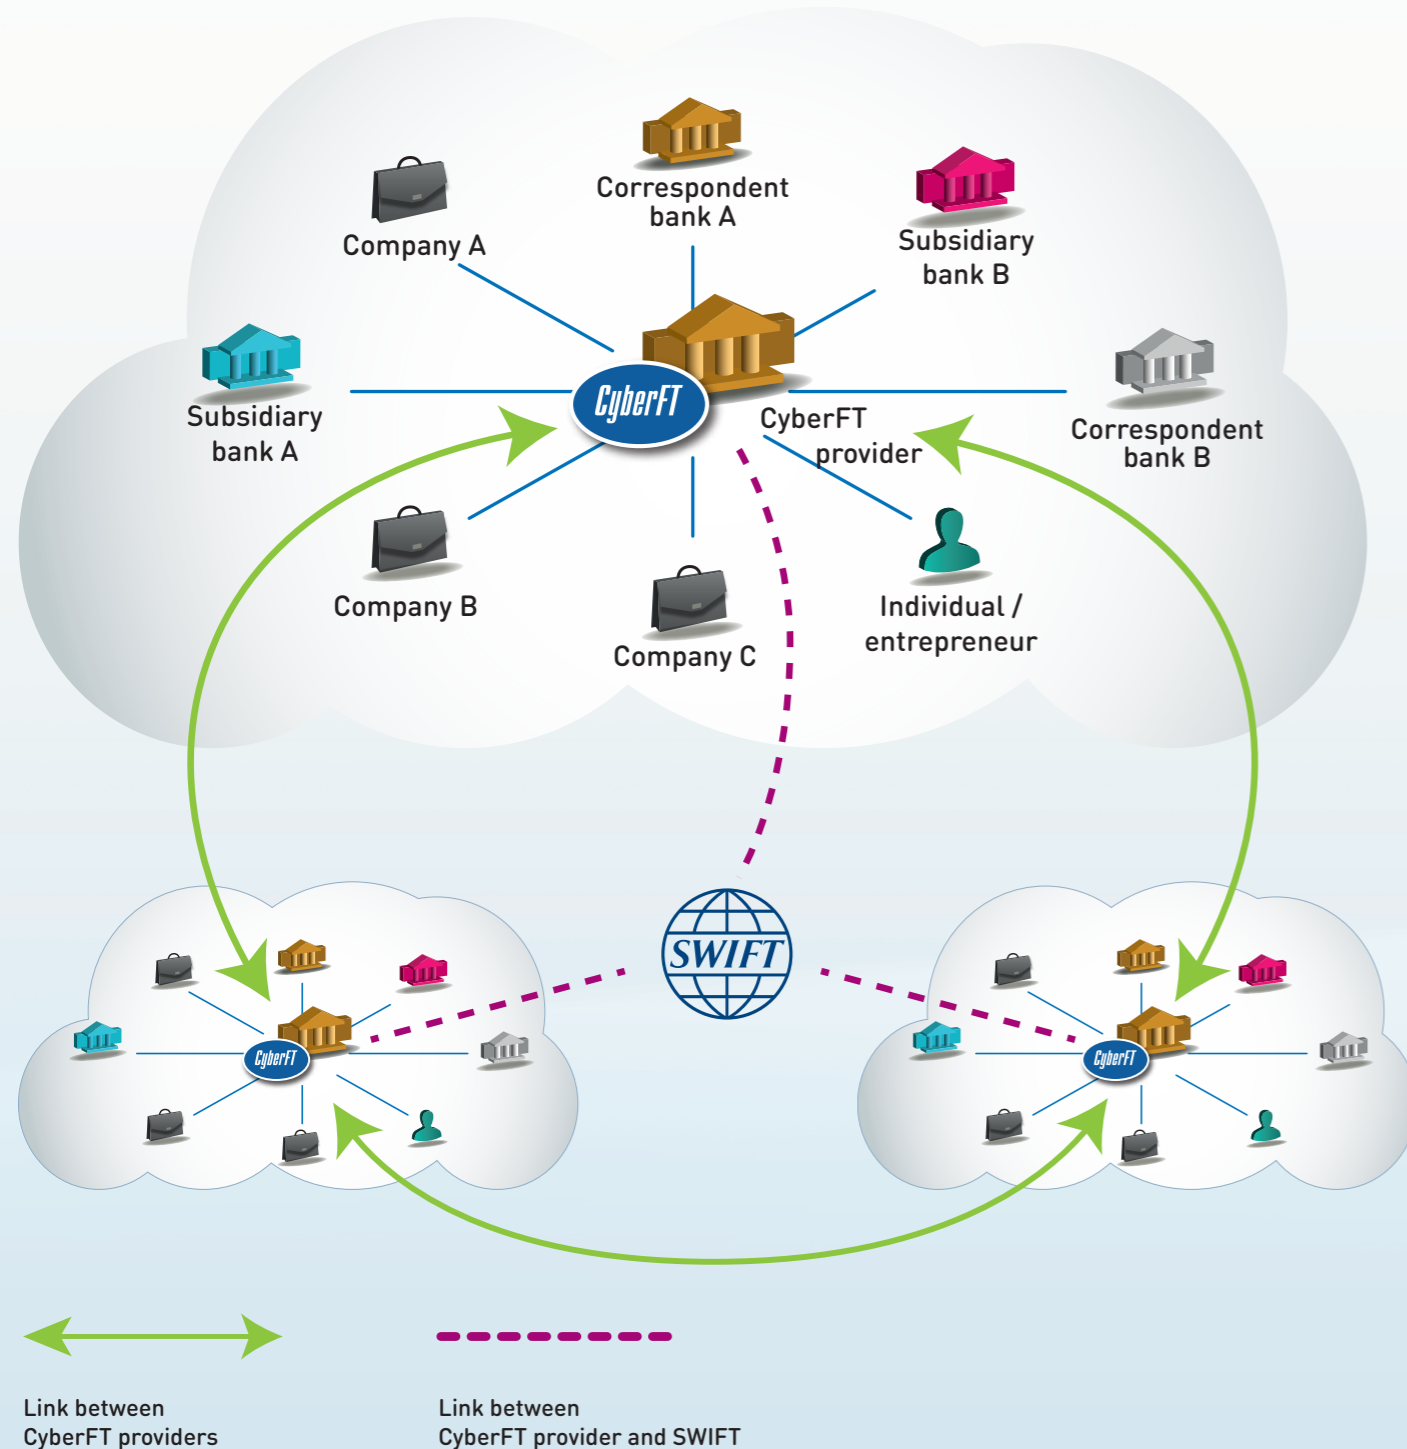 Correspondent
bank A
Company A
Subsidiary
bank B
Subsidiary
bank A
CyberFT
CyberFT
provider
Correspondent
bank B
Company B
Company C
Individual /
entrepreneur
SWIFT
CyberFT
CyberFT
Link between
CyberFT providers
Link between
CyberFT provider and SWIFT